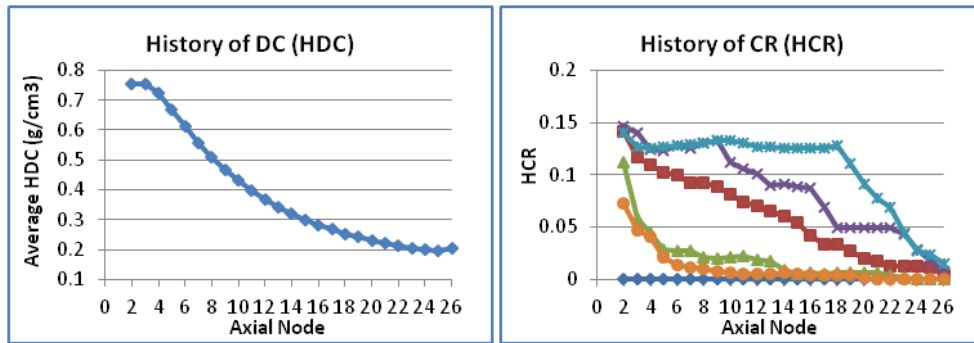 History of DC (HDC)
Average HDC (g/cm3)
0.8
0.7
0.6
0.5
0.4
0.3
0.2
0.1
0 2 4 6 8 10 12 14 16 18 20 22 24 26
Axial Node
History of CR (HCR)
HCR
0.2
0.15
0.1
0.05
0
0 2 4 6 8 10 12 14 16 18 20 22 24 26
Axial Node